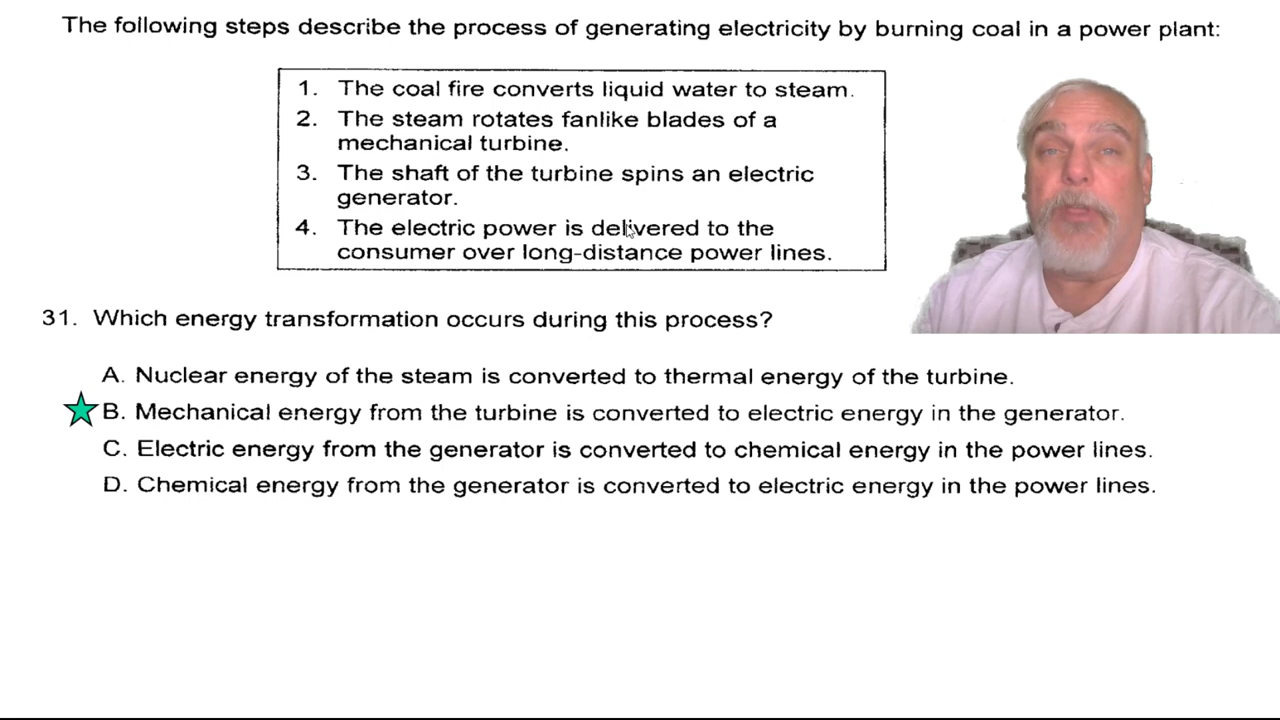 The following steps describe the process of generating electricity by burning coal in a power plant:
1. The coal fire converts liquid water to steam.
2. The steam rotates fanlike blades of a
mechanical turbine.
3. The shaft of the turbine spins an electric
generator.
4. The electric power is delivered to the
consumer over long-distance power lines.
31. Which energy transformation occurs during this process?
A. Nuclear energy of the steam is converted to thermal energy of the turbine.
B. Mechanical energy from the turbine is converted to electric energy in the generator.
C. Electric energy from the generator is converted to chemical energy in the power lines.
D. Chemical energy from the generator is converted to electric energy in the power lines.